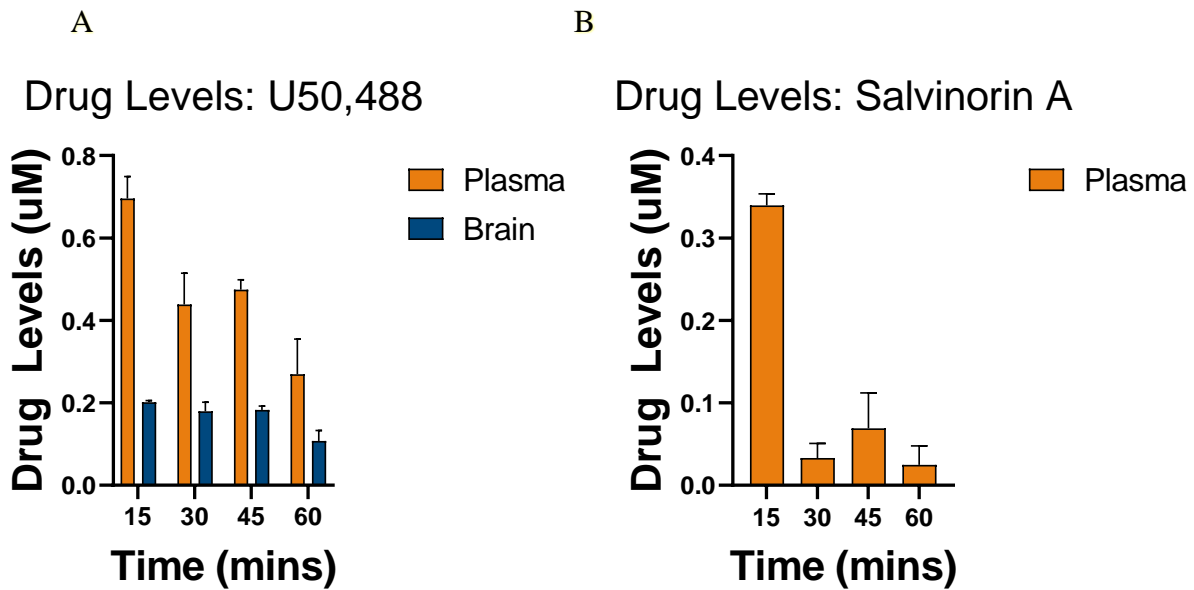 A
B
Drug Levels: U50,488
Drug Levels: Salvinorin A
Drug Levels (uM)
0.8
0.6
0.4
0.2
0.0
15 30 45 60
Time (mins)
Plasma
Brain
Drug Levels (uM)
0.4
0.3
0.2
0.1
0.0
15 30 45 60
Time (mins)
Plasma